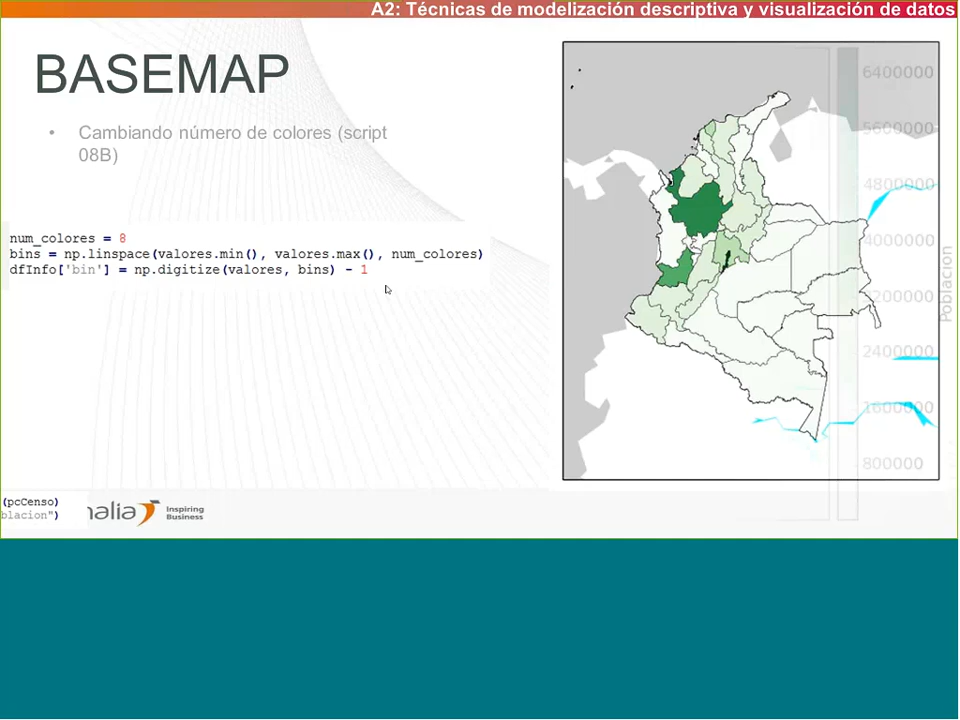 A2: Técnicas de modelización descriptiva y visualización de datos
BASEMAP
• Cambiando número de colores (script
08B)
num_colores = 8
bins = np.linspace(valores.min(), valores.max(), num_colores)
dfInfo['bin'] = np.digitize(valores, bins) - 1
6400000
5600000
4800000
4000000
3200000
2400000
1600000
800000
Poblacion
(pcCenso)
blacion")
nalia
Inspiring
Business